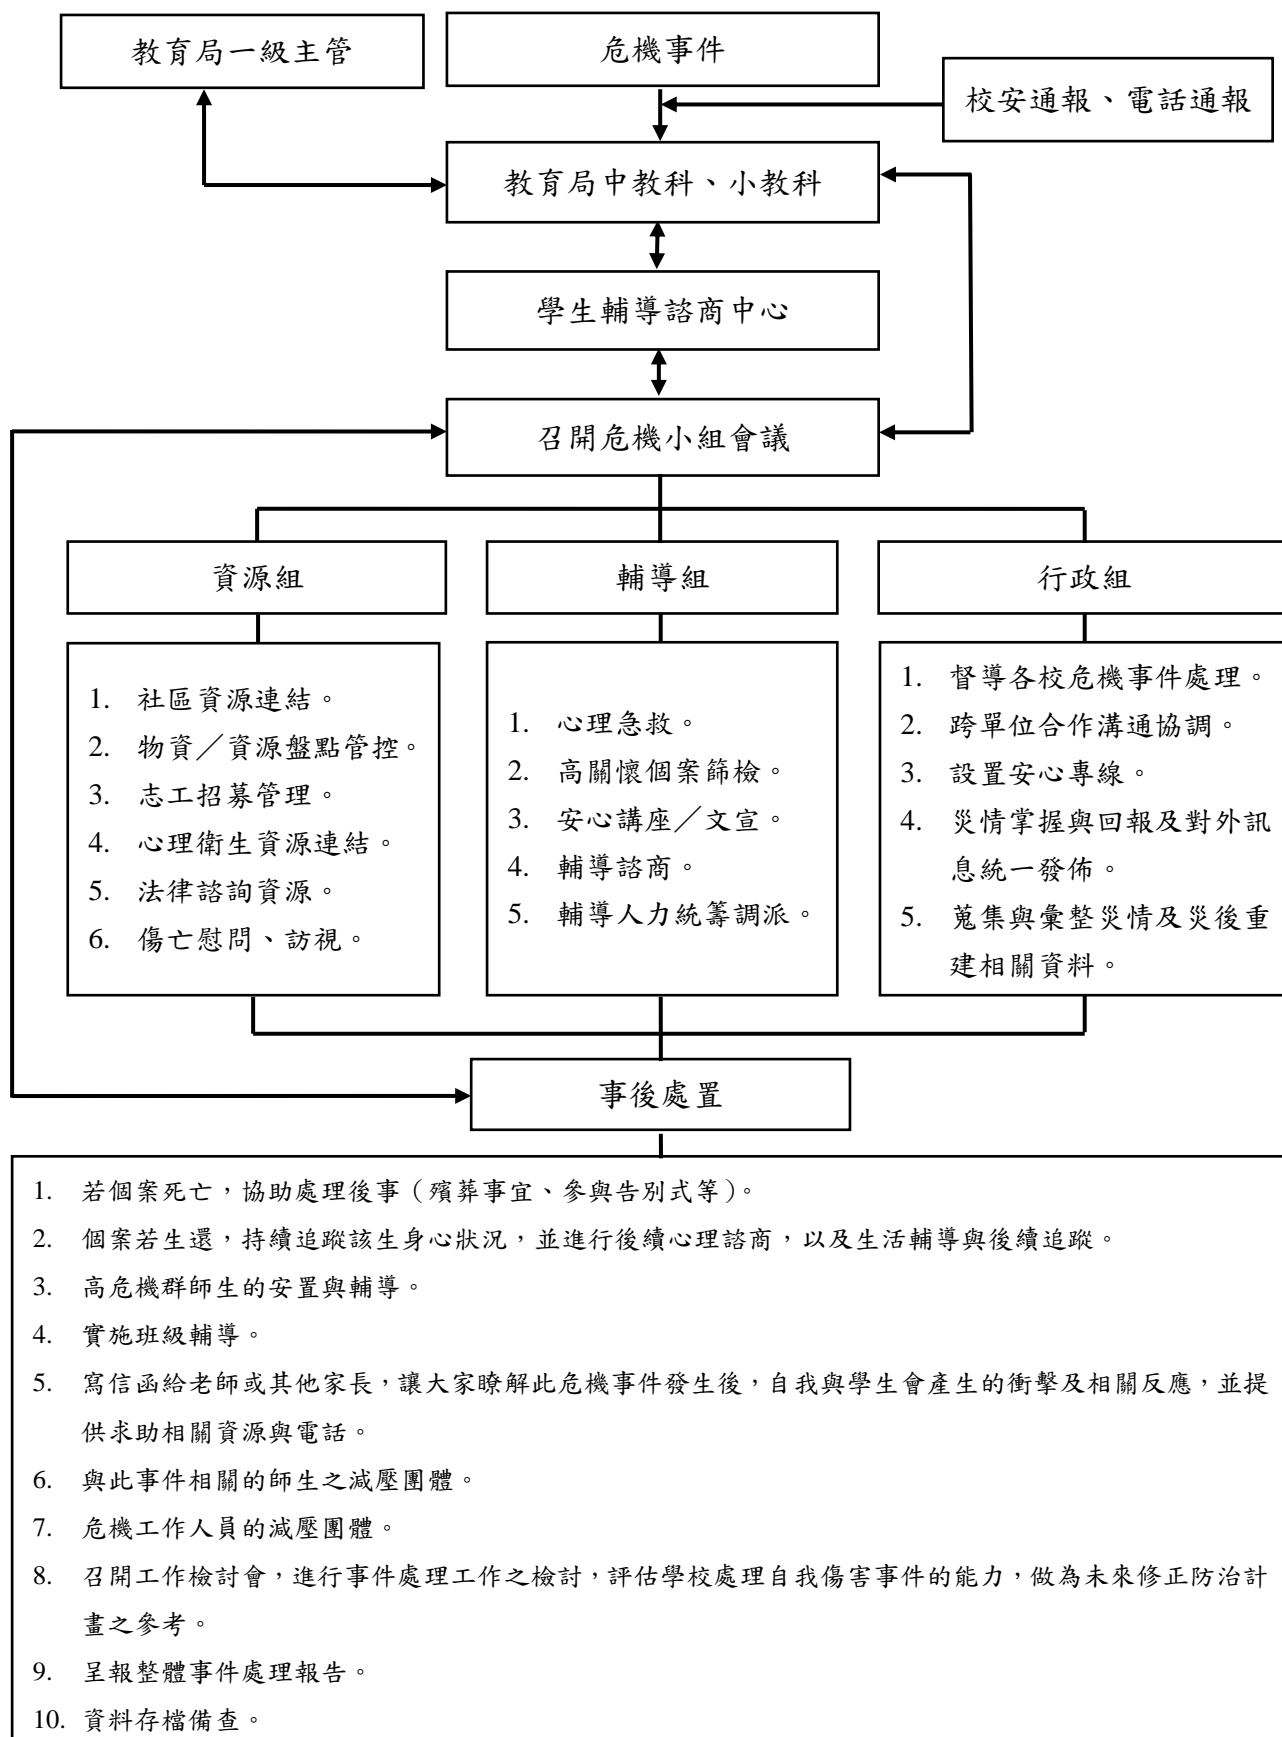 教育局一級主管
危機事件
校安通報、電話通報
教育局中教科、小教科
學生輔導諮商中心
召開危機小組會議
資源組
輔導組
行政組
1. 社區資源連結。
2. 物資／資源盤點管控。
3. 志工招募管理。
4. 心理衛生資源連結。
5. 法律諮詢資源。
6. 傷亡慰問、訪視。
1. 心理急救。
2. 高關懷個案篩檢。
3. 安心講座／文宣。
4. 輔導諮商。
5. 輔導人力統籌調派。
1. 督導各校危機事件處理。
2. 跨單位合作溝通協調。
3. 設置安心專線。
4. 災情掌握與回報及對外訊
息統一發佈。
5. 蒐集與彙整災情及災後重
建相關資料。
事後處置
1. 若個案死亡，協助處理後事（殯葬事宜、參與告別式等）。
2. 個案若生還，持續追蹤該生身心狀況，並進行後續心理諮商，以及生活輔導與後續追蹤。
3. 高危機群師生的安置與輔導。
4. 實施班級輔導。
5. 寫信函給老師或其他家長，讓大家瞭解此危機事件發生後，自我與學生會產生的衝擊及相關反應，並提
供求助相關資源與電話。
6. 與此事件相關的師生之減壓團體。
7. 危機工作人員的減壓團體。
8. 召開工作檢討會，進行事件處理工作之檢討，評估學校處理自我傷害事件的能力，做為未來修正防治計
畫之參考。
9. 呈報整體事件處理報告。
10. 資料存檔備查。